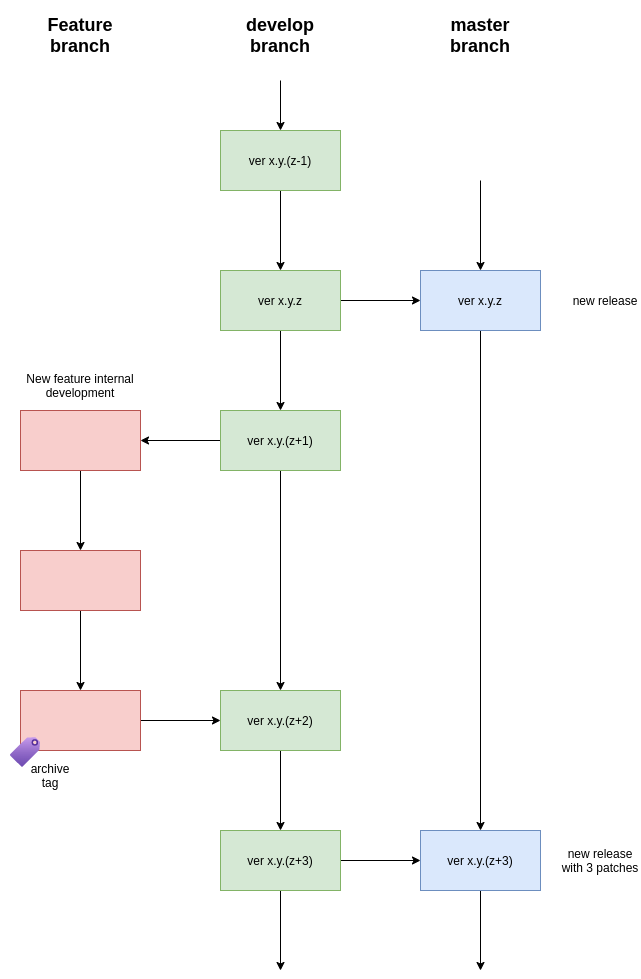 Feature
branch
develop
branch
master
branch
ver x.y.(z-1)
ver x.y.z
ver x.y.z
new release
New feature internal
development
ver x.y.(z+1)
ver x.y.(z+2)
archive
tag
ver x.y.(z+3)
ver x.y.(z+3)
new release
with 3 patches